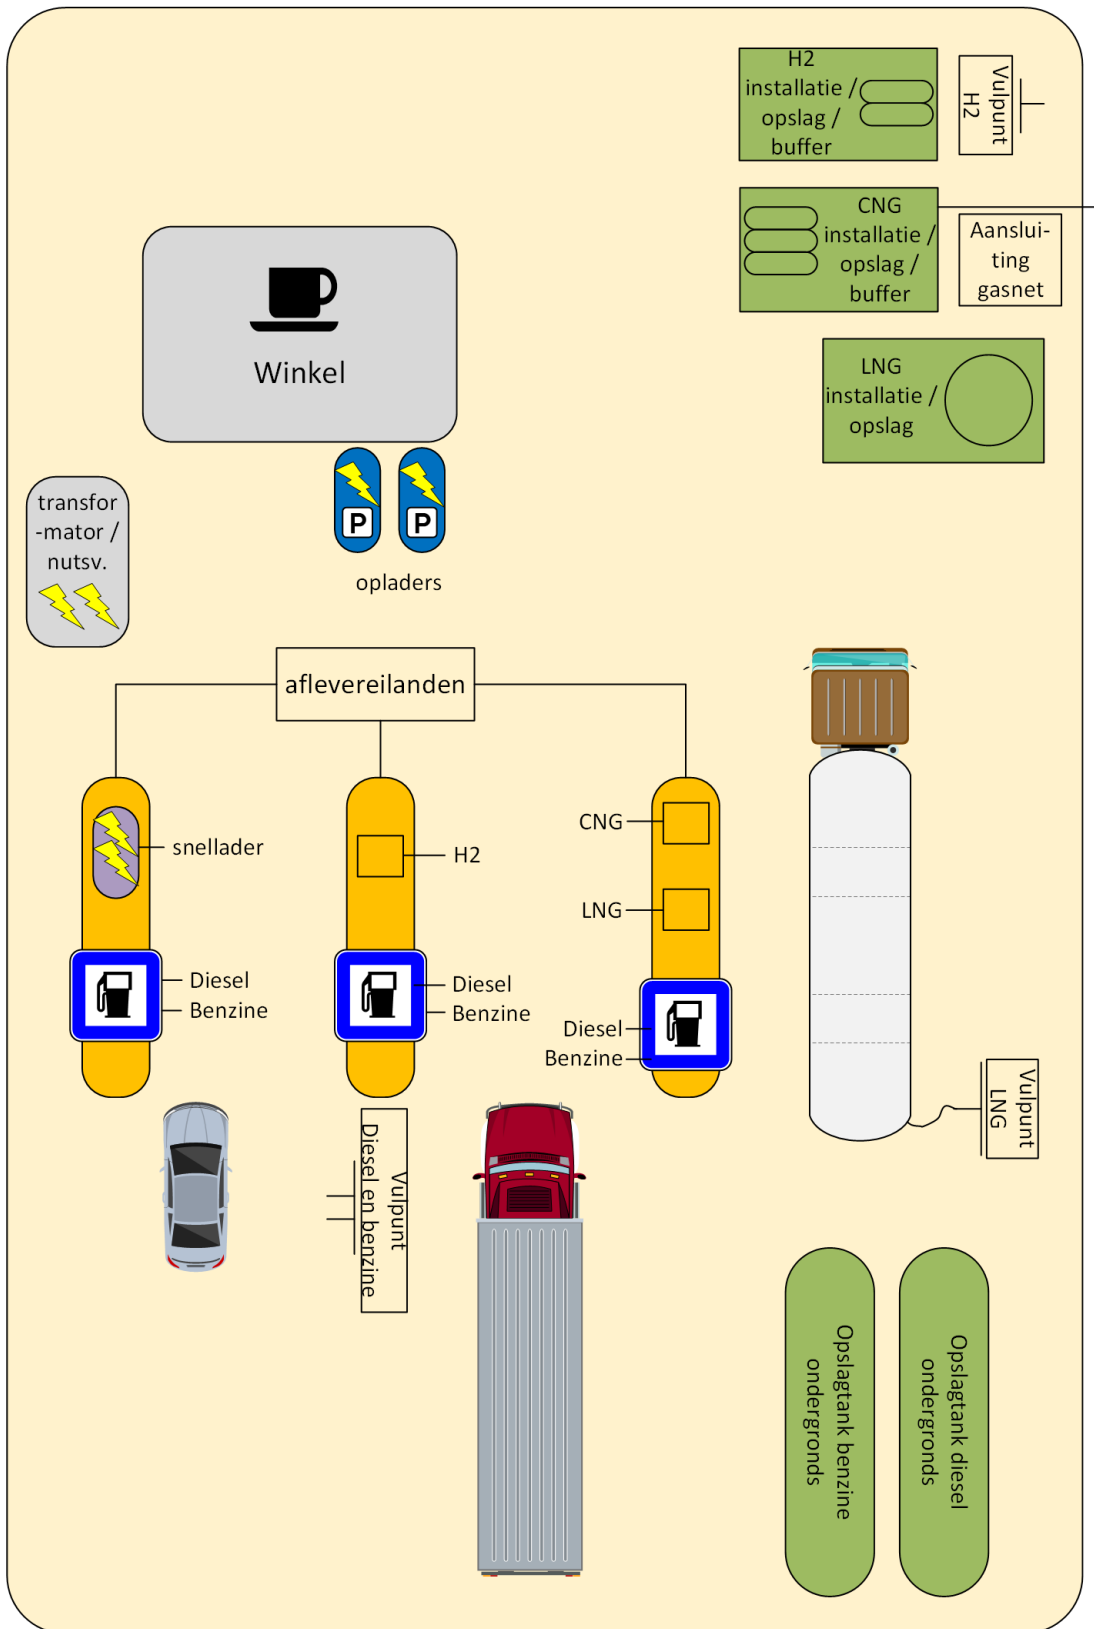 H2
installatie /
opslag /
buffer
Vulpunt
H2
CNG
installatie /
opslag /
buffer
Aanslui-
ting
gasnet
LNG
installatie /
opslag
Winkel
transfor
-mator /
nutsv.
P
P
opladers
aflevereilanden
snellader
H2
CNG
LNG
Diesel
Benzine
Diesel
Benzine
Diesel
Benzine
Vulpunt
LNG
Vulpunt
Diesel en benzine
Opslagtank benzine
ondergronds
Opslagtank diesel
ondergronds